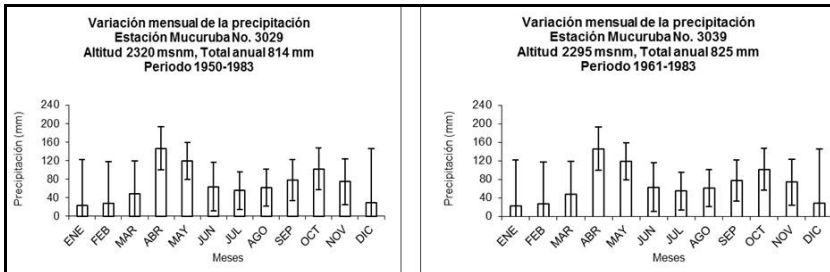 Variación mensual de la precipitación
Estación Mucuruba No. 3029
Altitud 2320 msnm, Total anual 814 mm
Periodo 1950-1983
Precipitación (mm)
240
200
160
120
80
40
0
ENE FEB MAR ABR MAY JUN JUL AGO SEP OCT NOV DIC
Meses
Variación mensual de la precipitación
Estación Mucuruba No. 3039
Altitud 2295 msnm, Total anual 825 mm
Periodo 1961-1983
Precipitación (mm)
240
200
160
120
80
40
0
ENE FEB MAR ABR MAY JUN JUL AGO SEP OCT NOV DIC
Meses